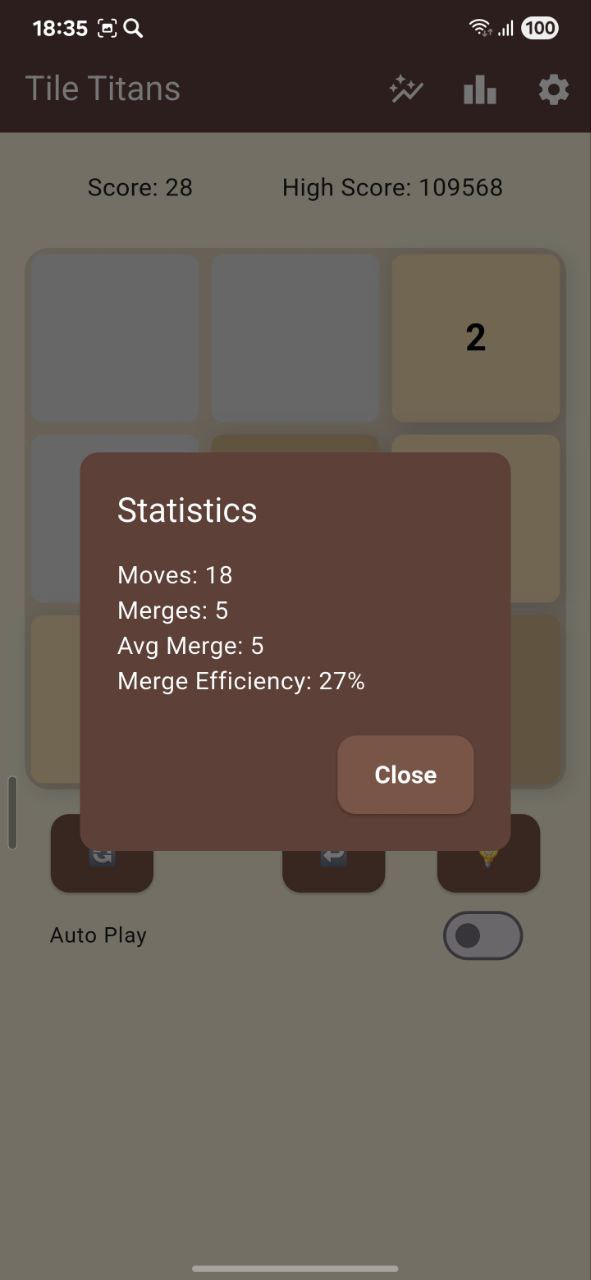 18:35
100
Tile Titans
Score: 28 High Score: 109568
2
Statistics
Moves: 18
Merges: 5
Avg Merge: 5
Merge Efficiency: 27%
Close
Auto Play